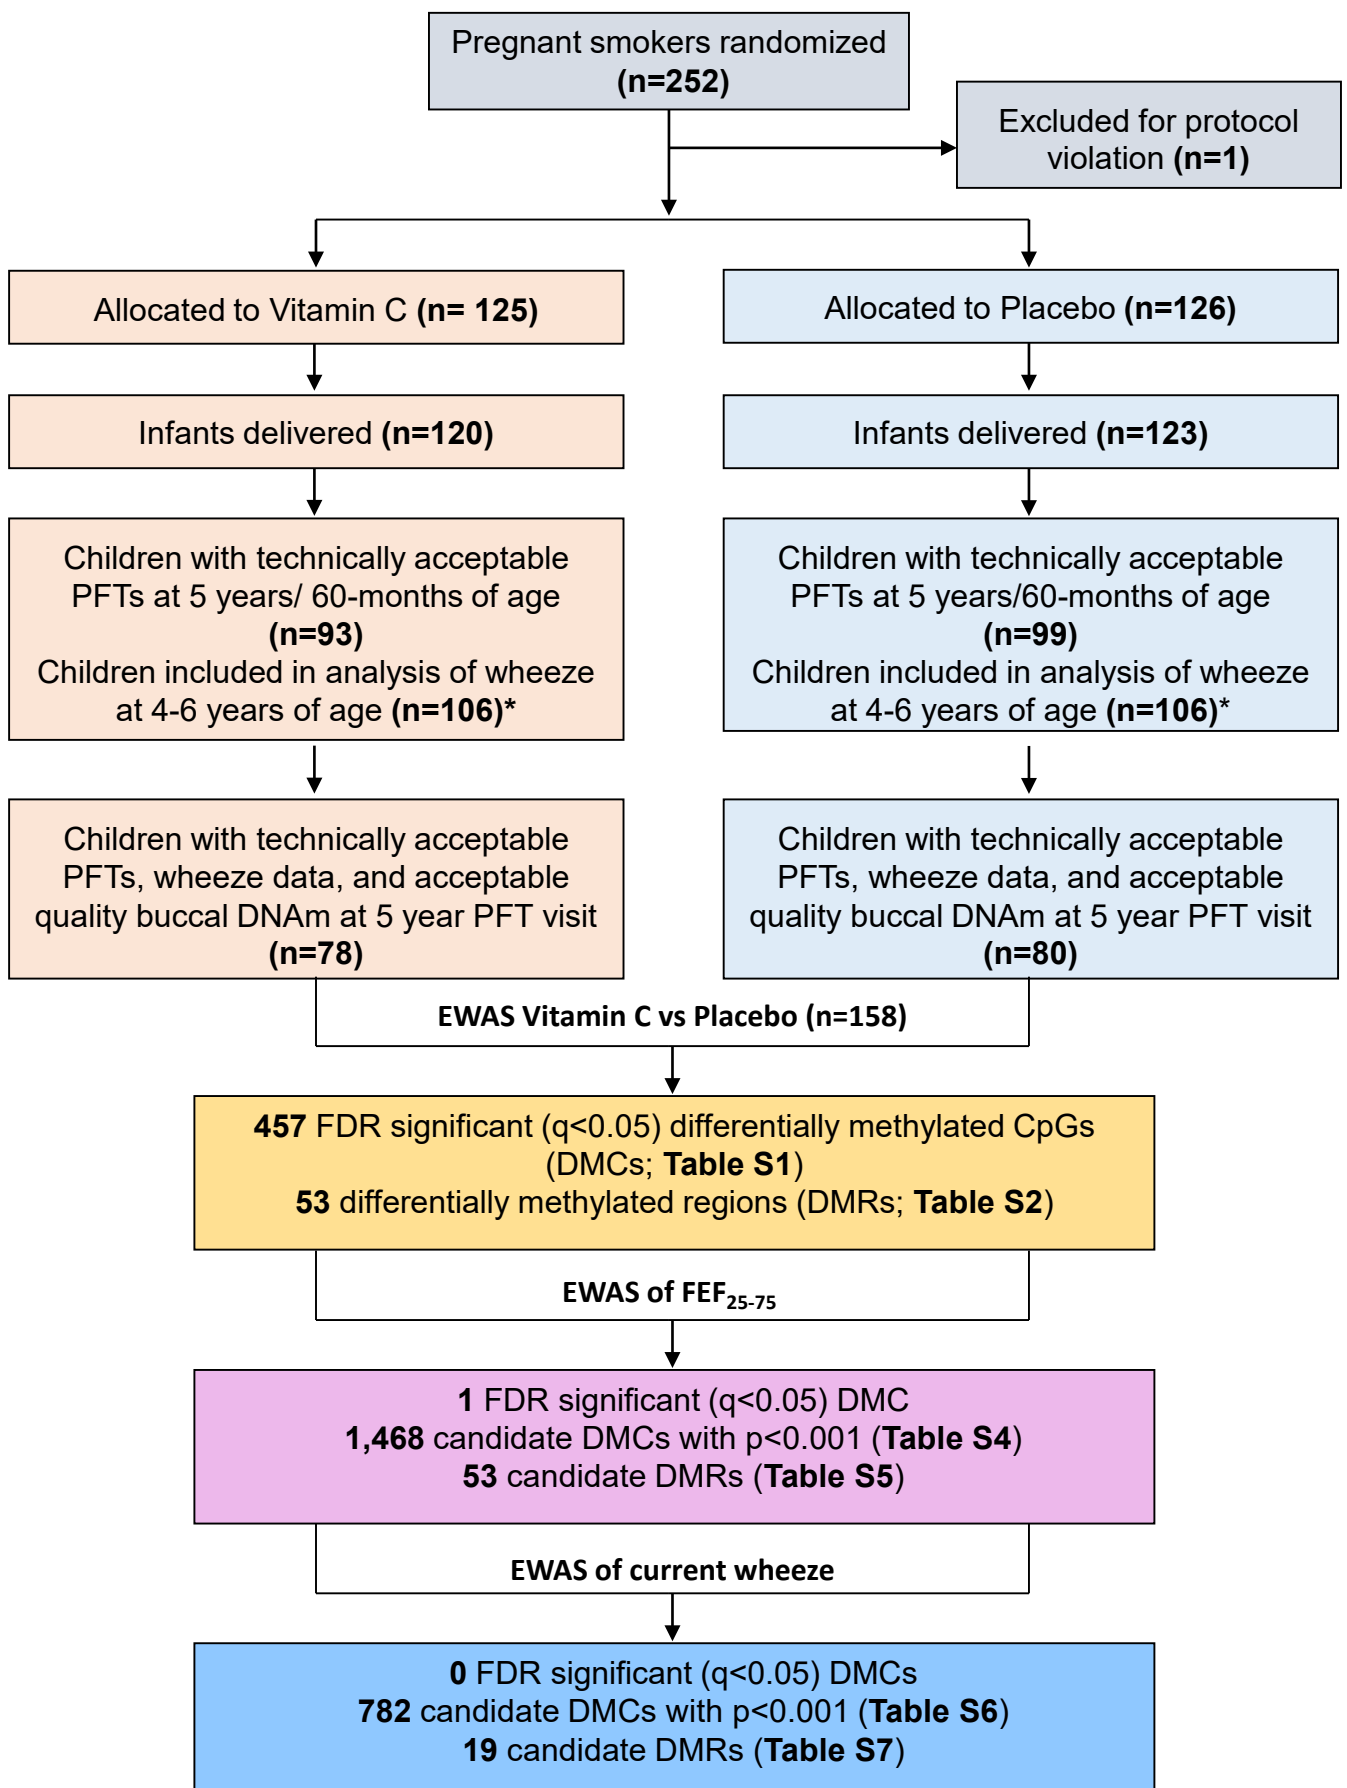 Pregnant smokers randomized
(n=252)
Excluded for protocol
violation (n=1)
Allocated to Vitamin C (n= 125)
Allocated to Placebo (n=126)
Infants delivered (n=120)
Infants delivered (n=123)
Children with technically acceptable
PFTs at 5 years/ 60-months of age
(n=93)
Children included in analysis of wheeze
at 4-6 years of age (n=106)*
Children with technically acceptable
PFTs at 5 years/60-months of age
(n=99)
Children included in analysis of wheeze
at 4-6 years of age (n=106)*
Children with technically acceptable
PFTs, wheeze data, and acceptable
quality buccal DNAm at 5 year PFT visit
(n=78)
Children with technically acceptable
PFTs, wheeze data, and acceptable
quality buccal DNAm at 5 year PFT visit
(n=80)
EWAS Vitamin C vs Placebo (n=158)
457 FDR significant (q<0.05) differentially methylated CpGs
(DMCs; Table S1)
53 differentially methylated regions (DMRs; Table S2)
EWAS of FEF25-75
1 FDR significant (q<0.05) DMC
1,468 candidate DMCs with p<0.001 (Table S4)
53 candidate DMRs (Table S5)
EWAS of current wheeze
0 FDR significant (q<0.05) DMCs
782 candidate DMCs with p<0.001 (Table S6)
19 candidate DMRs (Table S7)